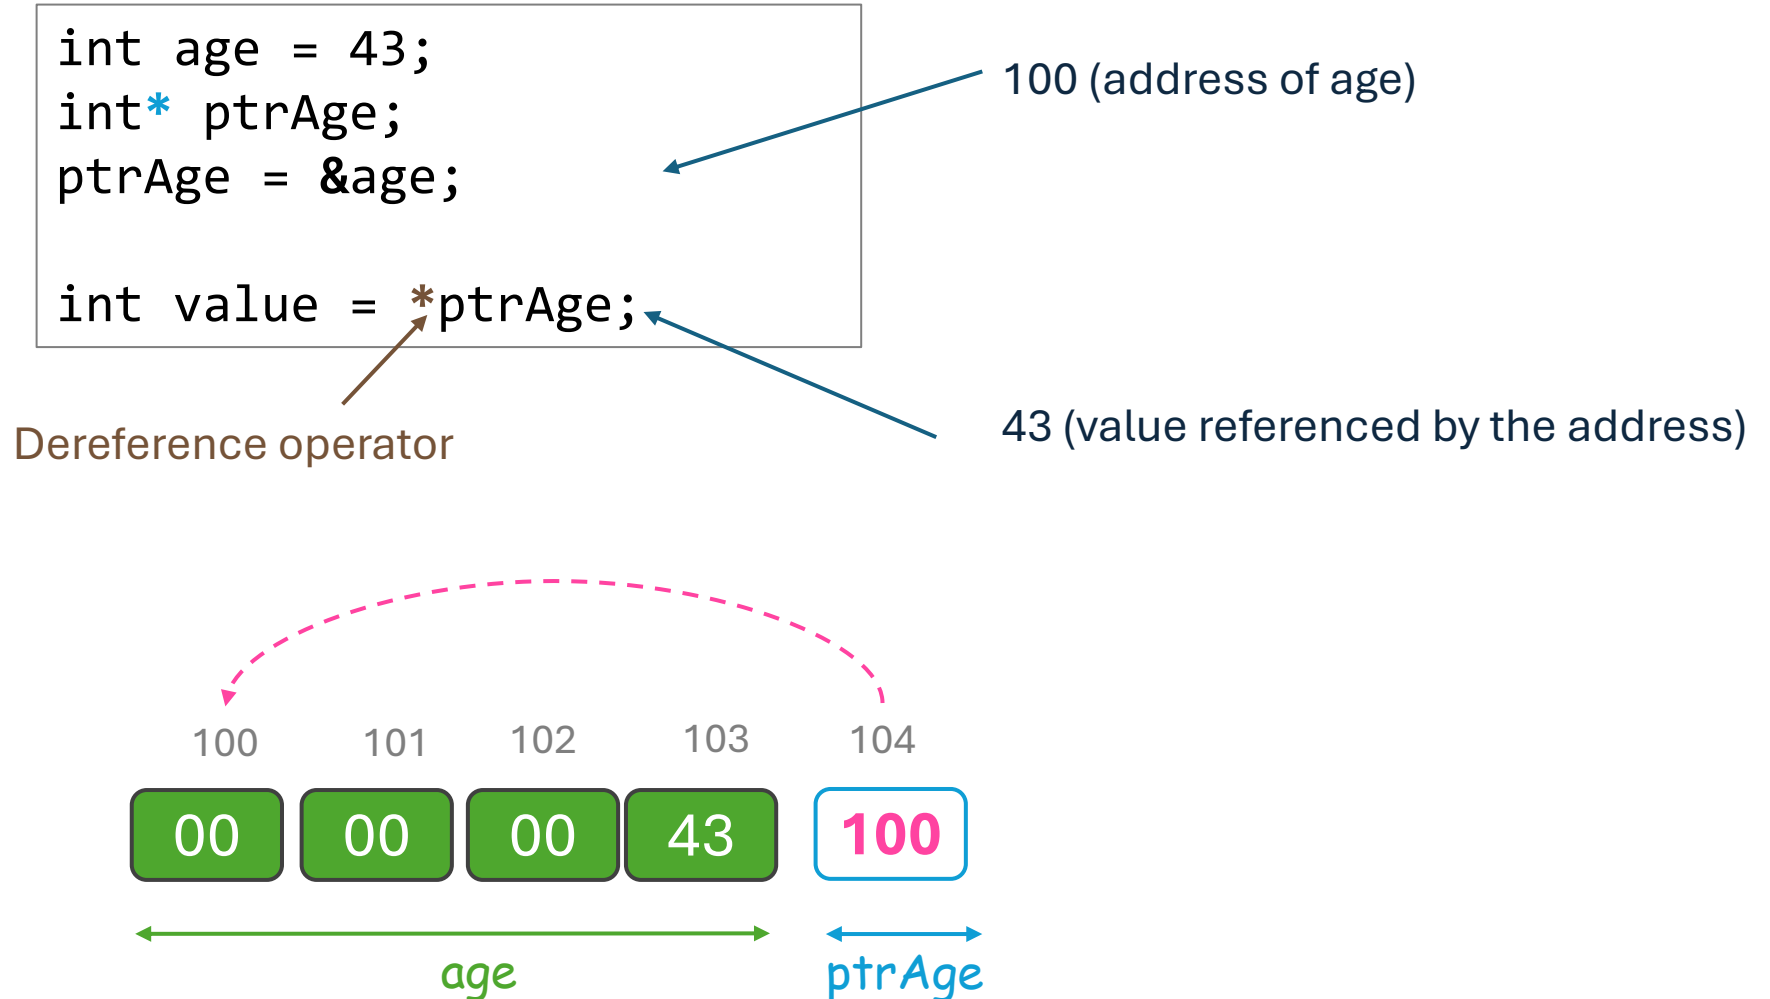 int age = 43;
int* ptrAge;
ptrAge = &age;
int value = *ptrAge;
100 (address of age)
43 (value referenced by the address)
Dereference operator
100 101 102 103 104
00 00 00 43 100
age ptrAge